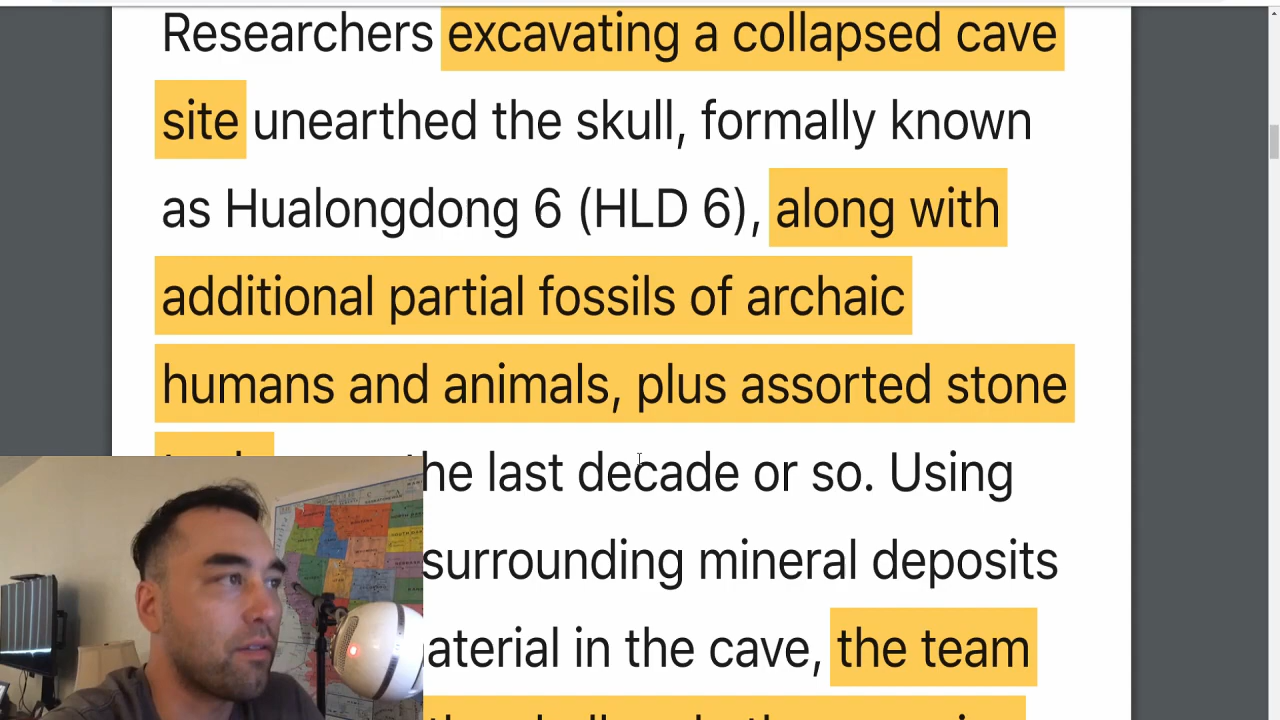 Researchers excavating a collapsed cave
site unearthed the skull, formally known
as Hualongdong 6 (HLD 6), along with
additional partial fossils of archaic
humans and animals, plus assorted stone
the last decade or so. Using
surrounding mineral deposits
in the cave, the team